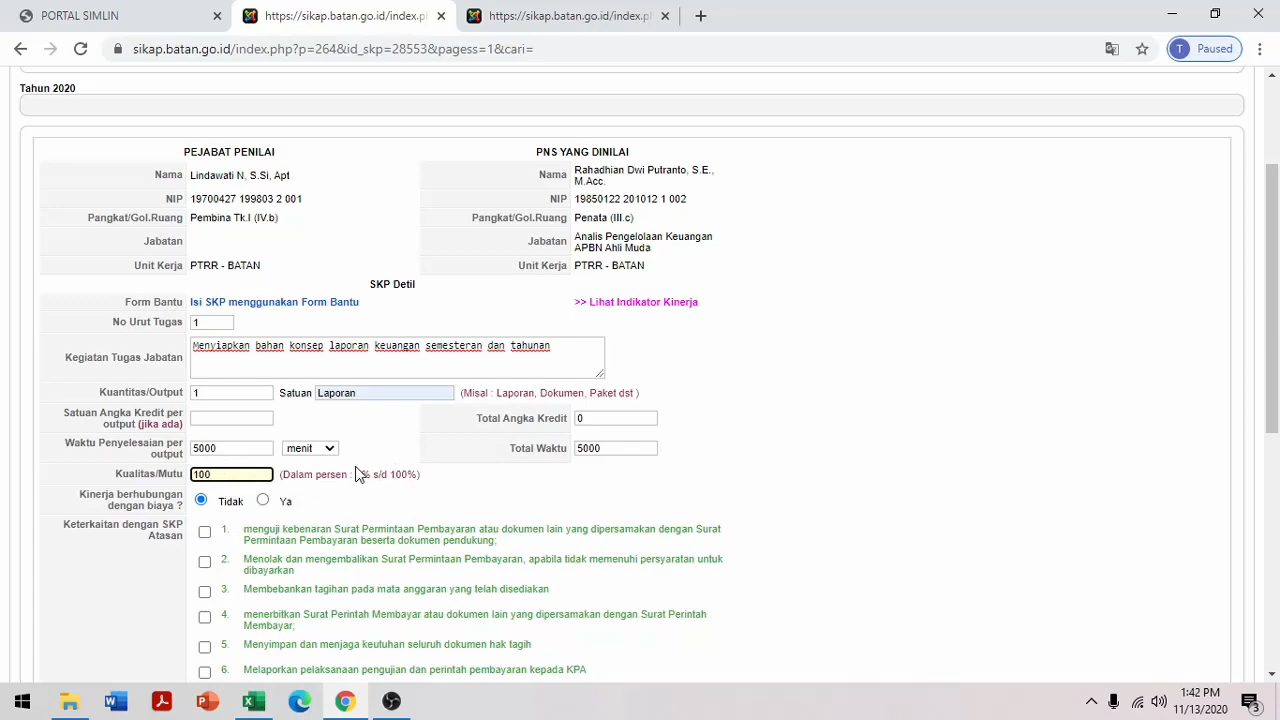 PORTAL SIMLIN
https://sikap.batan.go.id/index.p
https://sikap.batan.go.id/index.ph
sikap.batan.go.id/index.php?p=264&id_skp=28553&pagess=1&cari=
T Paused
Tahun 2020
PEJABAT PENILAI
PNS YANG DINILAI
Nama Lindawati N, S.Si, Apt
Nama Rahadhian Dwi Putranto, S.E.,
M.Acc.
NIP 19700427 199803 2 001
NIP 19850122 201012 1 002
Pangkat/Gol.Ruang Pembina Tk.I (IV.b)
Pangkat/Gol.Ruang Penata (III.c)
Jabatan
Jabatan Analis Pengelolaan Keuangan
APBN Ahli Muda
Unit Kerja PTRR - BATAN
Unit Kerja PTRR - BATAN
SKP Detil
Form Bantu Isi SKP menggunakan Form Bantu
>> Lihat Indikator Kinerja
No Urut Tugas 1
Kegiatan Tugas Jabatan Menyiapkan bahan konsep laporan keuangan semesteran dan tahunan
Kuantitas/Output 1 Satuan Laporan (Misal : Laporan, Dokumen, Paket dst )
Satuan Angka Kredit per
output (jika ada)
Total Angka Kredit 0
Waktu Penyelesaian per
output 5000 menit
Total Waktu 5000
Kualitas/Mutu 100 (Dalam persen : % s/d 100%)
Kinerja berhubungan
dengan biaya ? Tidak Ya
Keterkaitan dengan SKP
Atasan
1. menguji kebenaran Surat Permintaan Pembayaran atau dokumen lain yang dipersamakan dengan Surat
Permintaan Pembayaran beserta dokumen pendukung;
2. Menolak dan mengembalikan Surat Permintaan Pembayaran, apabila tidak memenuhi persyaratan untuk
dibayarkan
3. Membebankan tagihan pada mata anggaran yang telah disediakan
4. menerbitkan Surat Perintah Membayar atau dokumen lain yang dipersamakan dengan Surat Perintah
Membayar;
5. Menyimpan dan menjaga keutuhan seluruh dokumen hak tagih
6. Melaporkan pelaksanaan pengujian dan perintah pembayaran kepada KPA
1:42 PM
11/13/2020
3